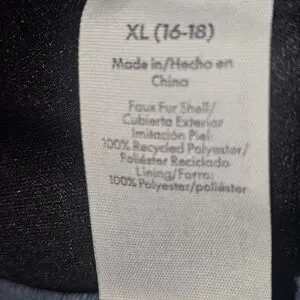 XL (16-18)
Made in/Hecho en
China
Faux Fur Shell/
Cubierta Exterior
Imitación Piel:
100% Recycled Polyester/
Poliéster Reciclado
Lining/Forro:
100% Polyester/poliéster